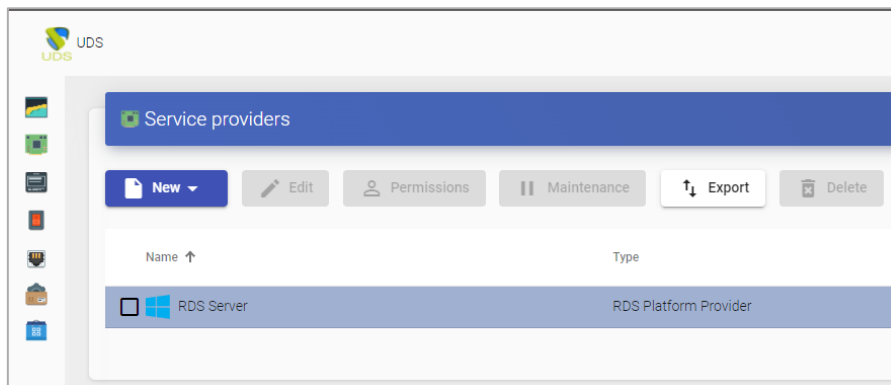 UDS
UDS
Service providers
New
Edit
Permissions
Maintenance
Export
Delete
Name
Type
RDS Server
RDS Platform Provider